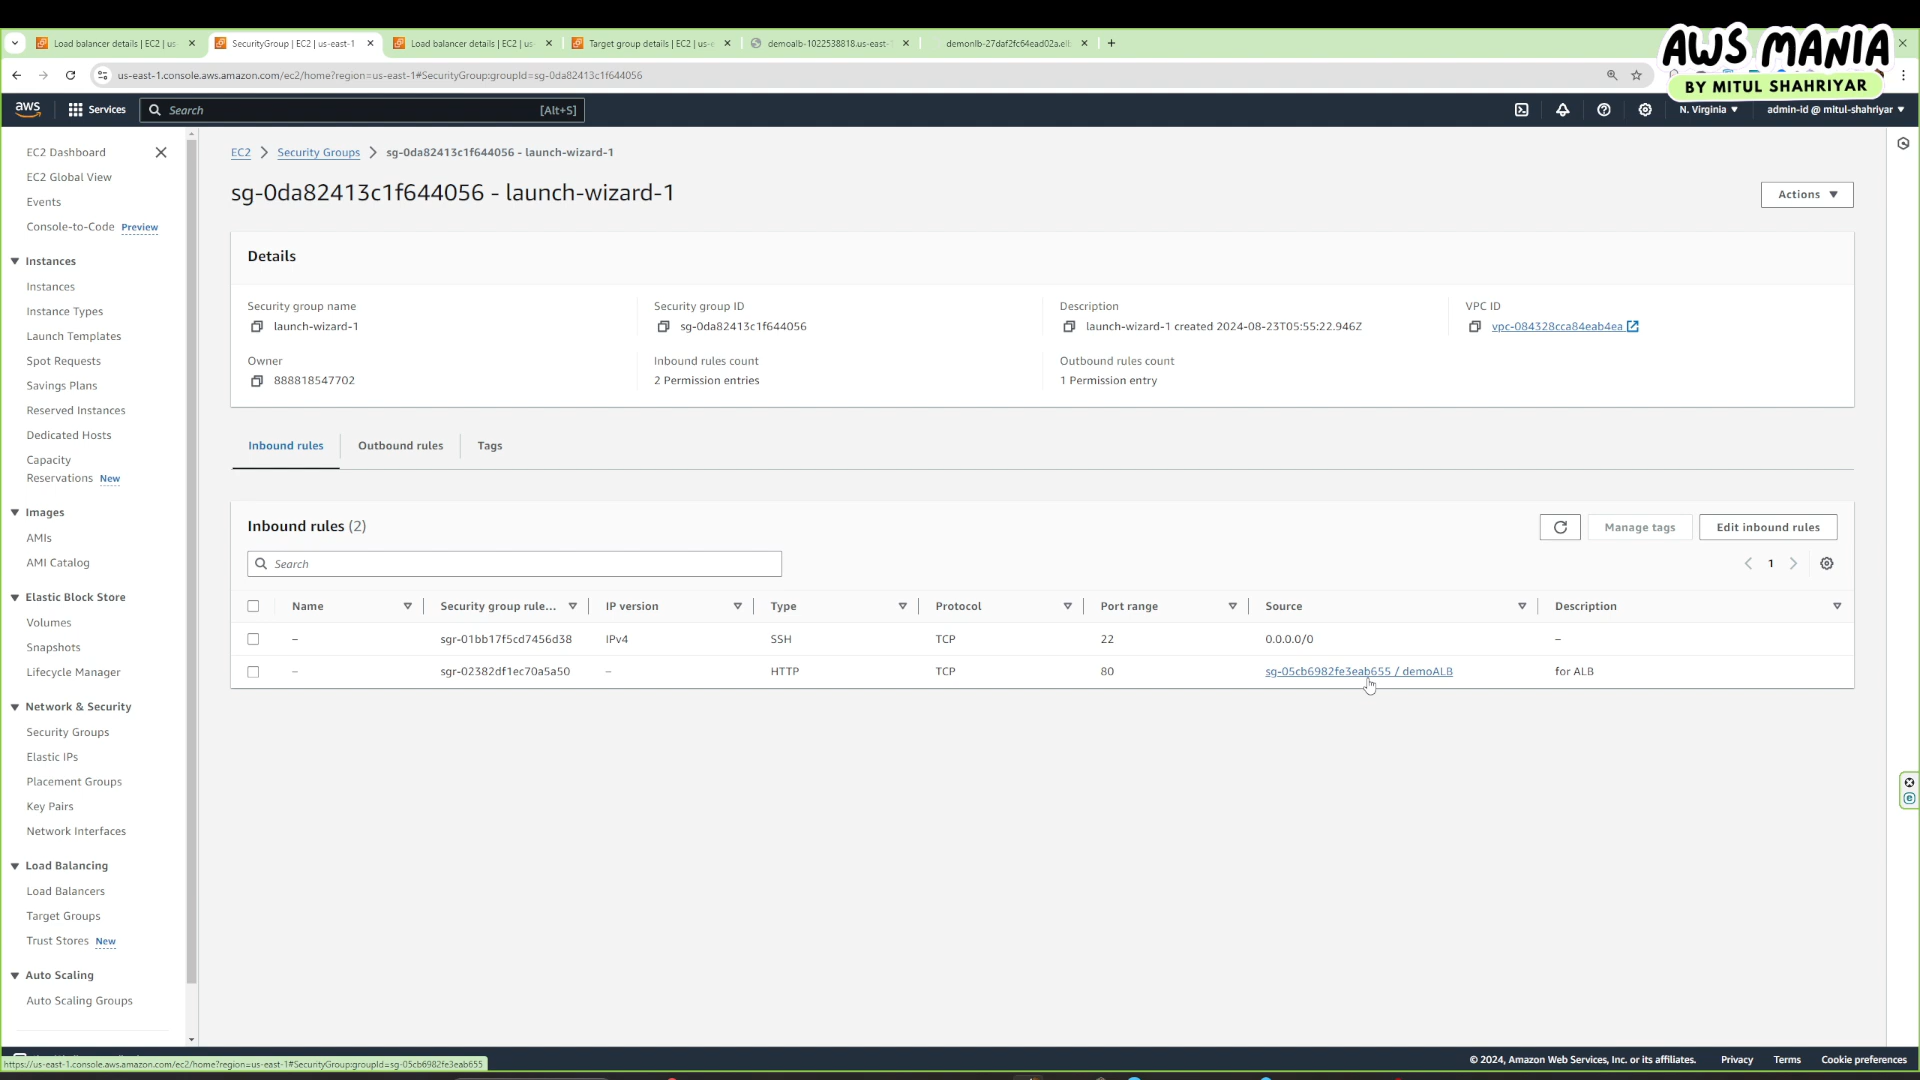 AWS MANIA
BY MITUL SHAHRIYAR
Load balancer details | EC2 | us-
SecurityGroup | EC2 | us-east-1
Load balancer details | EC2 | us-
Target group details | EC2 | us-e
demoalb-1022538818.us-east-
demonlb-27daf2fc64ead02a.elb
us-east-1.console.aws.amazon.com/ec2/home?region=us-east-1#SecurityGroup:groupId=sg-0da82413c1f644056
aws
Services
Search
[Alt+S]
N. Virginia
admin-id @ mitul-shahriyar
EC2 Dashboard
EC2 Global View
Events
Console-to-Code Preview
Instances
Instances
Instance Types
Launch Templates
Spot Requests
Savings Plans
Reserved Instances
Dedicated Hosts
Capacity
Reservations New
Images
AMIs
AMI Catalog
Elastic Block Store
Volumes
Snapshots
Lifecycle Manager
Network & Security
Security Groups
Elastic IPs
Placement Groups
Key Pairs
Network Interfaces
Load Balancing
Load Balancers
Target Groups
Trust Stores New
Auto Scaling
Auto Scaling Groups
EC2 > Security Groups > sg-0da82413c1f644056 - launch-wizard-1
sg-0da82413c1f644056 - launch-wizard-1
Actions
Details
Security group name
launch-wizard-1
Security group ID
sg-0da82413c1f644056
Description
launch-wizard-1 created 2024-08-23T05:55:22.946Z
VPC ID
vpc-084328cca84eab4ea
Owner
888818547702
Inbound rules count
2 Permission entries
Outbound rules count
1 Permission entry
Inbound rules
Outbound rules
Tags
Inbound rules (2)
Manage tags
Edit inbound rules
Search
1
Name Security group rule... IP version Type Protocol Port range Source Description
– sgr-01bb17f5cd7456d38 IPv4 SSH TCP 22 0.0.0.0/0 –
– sgr-02382df1ec70a5a50 – HTTP TCP 80 sg-05cb6982fe3eab655 / demoALB for ALB
https://us-east-1.console.aws.amazon.com/ec2/home?region=us-east-1#SecurityGroup:groupId=sg-05cb6982fe3eab655
© 2024, Amazon Web Services, Inc. or its affiliates.
Privacy
Terms
Cookie preferences